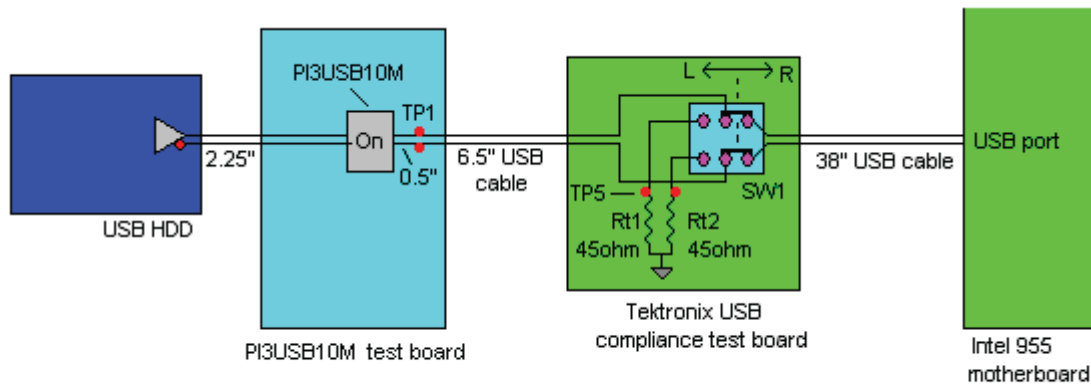 PI3USB10M
TP1
On
2.25"
0.5"
6.5" USB
cable
USB HDD
PI3USB10M test board
L R
TP5
SW1
Rt1 Rt2
45ohm 45ohm
Tektronix USB
compliance test board
38" USB cable
USB port
Intel 955
motherboard